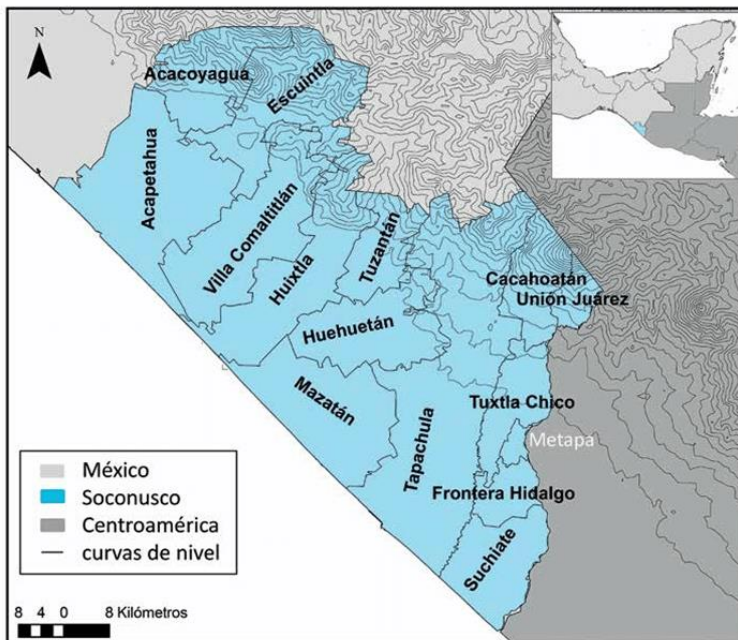 N
Acacoyagua
Escuintla
Acapetahua
Villa Comaltitlán
Huixtla
Tuzantán
Cacahoatán
Unión Juárez
Huehuetán
Mazatán
Tapachula
Tuxtla Chico
Metapa
Frontera Hidalgo
Suchiate
México
Soconusco
Centroamérica
curvas de nivel
8 4 0 8 Kilómetros